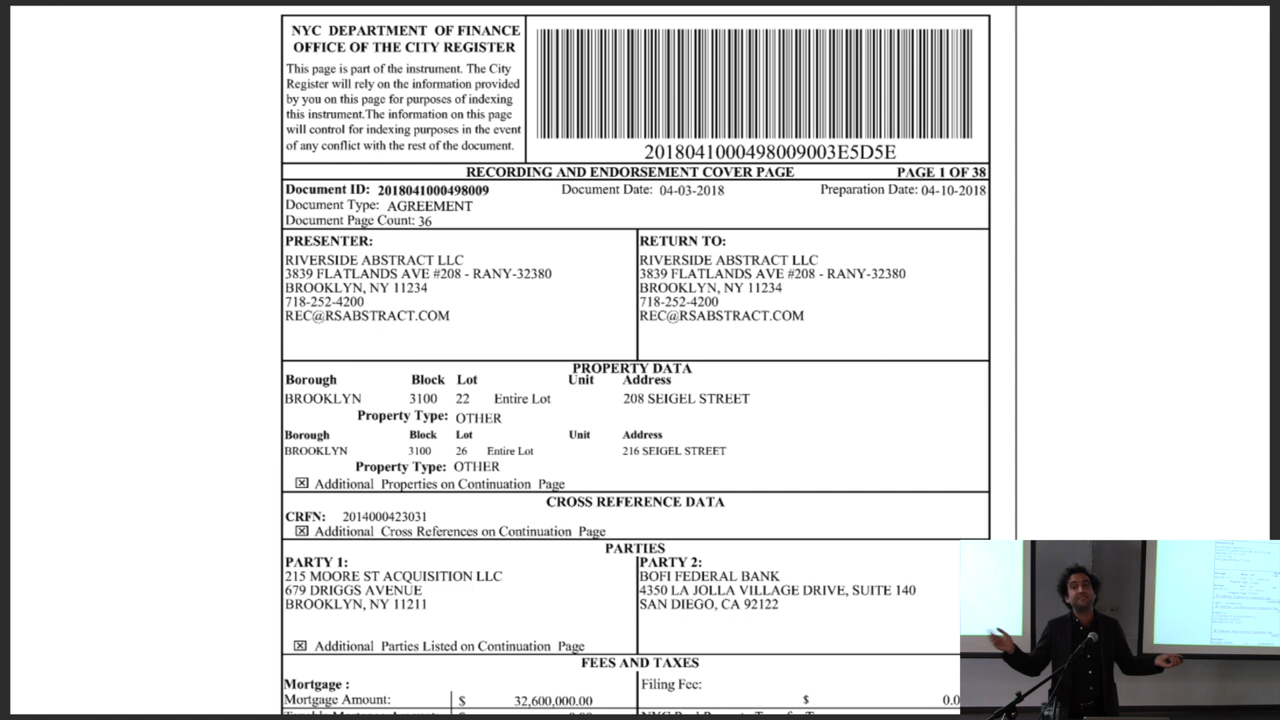 NYC DEPARTMENT OF FINANCE
OFFICE OF THE CITY REGISTER
This page is part of the instrument. The City
Register will rely on the information provided
by you on this page for purposes of indexing
this instrument.The information on this page
will control for indexing purposes in the event
of any conflict with the rest of the document.
2018041000498009003E5D5E
RECORDING AND ENDORSEMENT COVER PAGE PAGE 1 OF 38
Document ID: 2018041000498009 Document Date: 04-03-2018 Preparation Date: 04-10-2018
Document Type: AGREEMENT
Document Page Count: 36
PRESENTER:
RIVERSIDE ABSTRACT LLC
3839 FLATLANDS AVE #208 - RANY-32380
BROOKLYN, NY 11234
718-252-4200
REC@RSABSTRACT.COM
RETURN TO:
RIVERSIDE ABSTRACT LLC
3839 FLATLANDS AVE #208 - RANY-32380
BROOKLYN, NY 11234
718-252-4200
REC@RSABSTRACT.COM
PROPERTY DATA
Borough Block Lot Unit Address
BROOKLYN 3100 22 Entire Lot 208 SEIGEL STREET
Property Type: OTHER
Borough Block Lot Unit Address
BROOKLYN 3100 26 Entire Lot 216 SEIGEL STREET
Property Type: OTHER
☒ Additional Properties on Continuation Page
CROSS REFERENCE DATA
CRFN: 2014000423031
☒ Additional Cross References on Continuation Page
PARTIES
PARTY 1:
215 MOORE ST ACQUISITION LLC
679 DRIGGS AVENUE
BROOKLYN, NY 11211
☒ Additional Parties Listed on Continuation Page
PARTY 2:
BOFI FEDERAL BANK
4350 LA JOLLA VILLAGE DRIVE, SUITE 140
SAN DIEGO, CA 92122
FEES AND TAXES
Mortgage :
Mortgage Amount: $ 32,600,000.00
Filing Fee:
$ 0.0